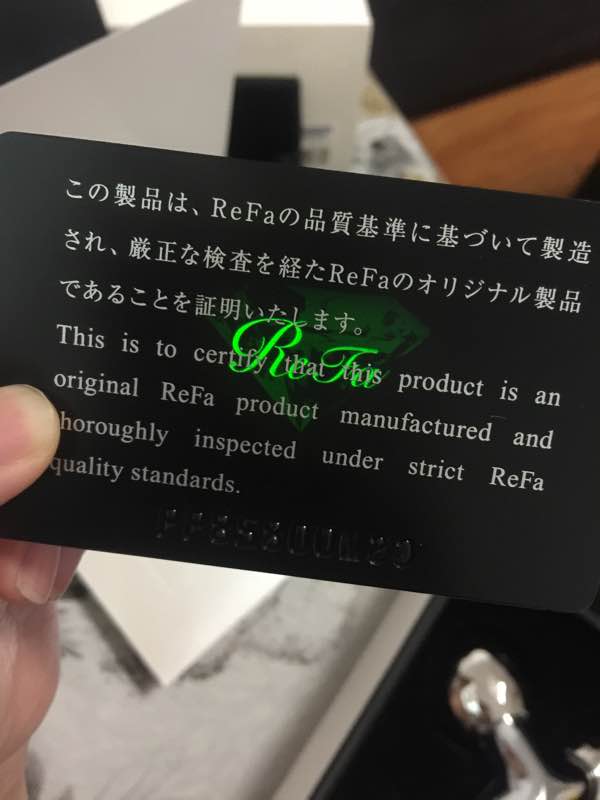 この製品は、ReFaの品質基準に基づいて製造
され、厳正な検査を経たReFaのオリジナル製品
であることを証明いたします。
ReFa
This is to certify that this product is an
original ReFa product manufactured and
thoroughly inspected under strict ReFa
quality standards.